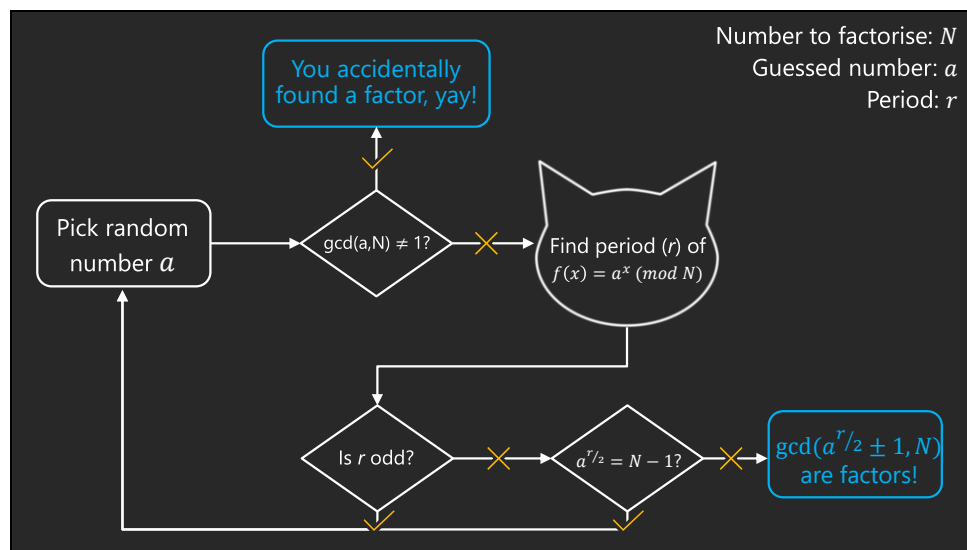 Number to factorise: N
Guessed number: a
Period: r
You accidentally
found a factor, yay!
Pick random
number a
gcd(a,N) ≠ 1?
Find period (r) of
f(x) = a^x (mod N)
Is r odd?
a^{r/2} = N − 1?
gcd(a^{r/2} ± 1, N)
are factors!